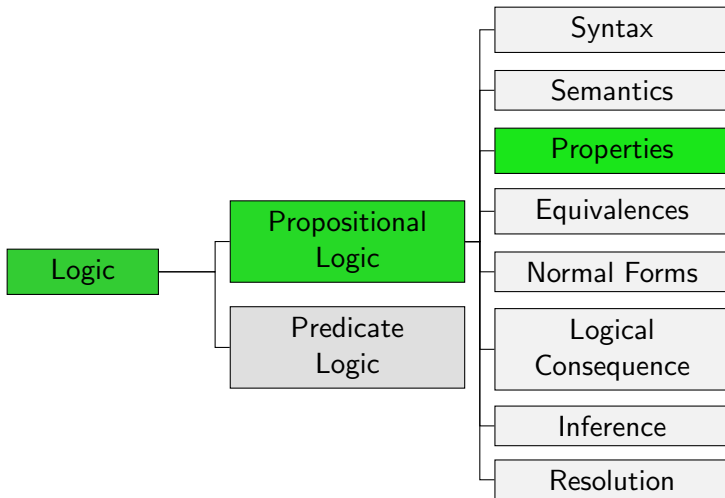 Logic
Propositional
Logic
Predicate
Logic
Syntax
Semantics
Properties
Equivalences
Normal Forms
Logical
Consequence
Inference
Resolution